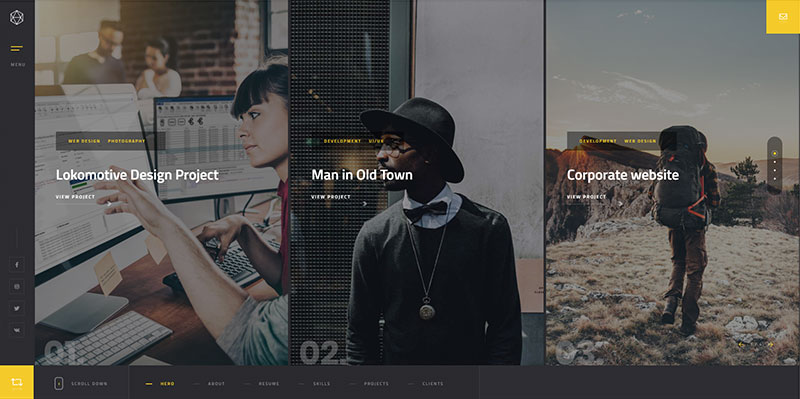 MENU
WEB DESIGN PHOTOGRAPHY
Lokomotive Design Project
VIEW PROJECT
01.
DEVELOPMENT UI/UX
Man in Old Town
VIEW PROJECT
02.
DEVELOPMENT WEB DESIGN
Corporate website
VIEW PROJECT
03.
SCROLL DOWN
HERO
ABOUT
RESUME
SKILLS
PROJECTS
CLIENTS